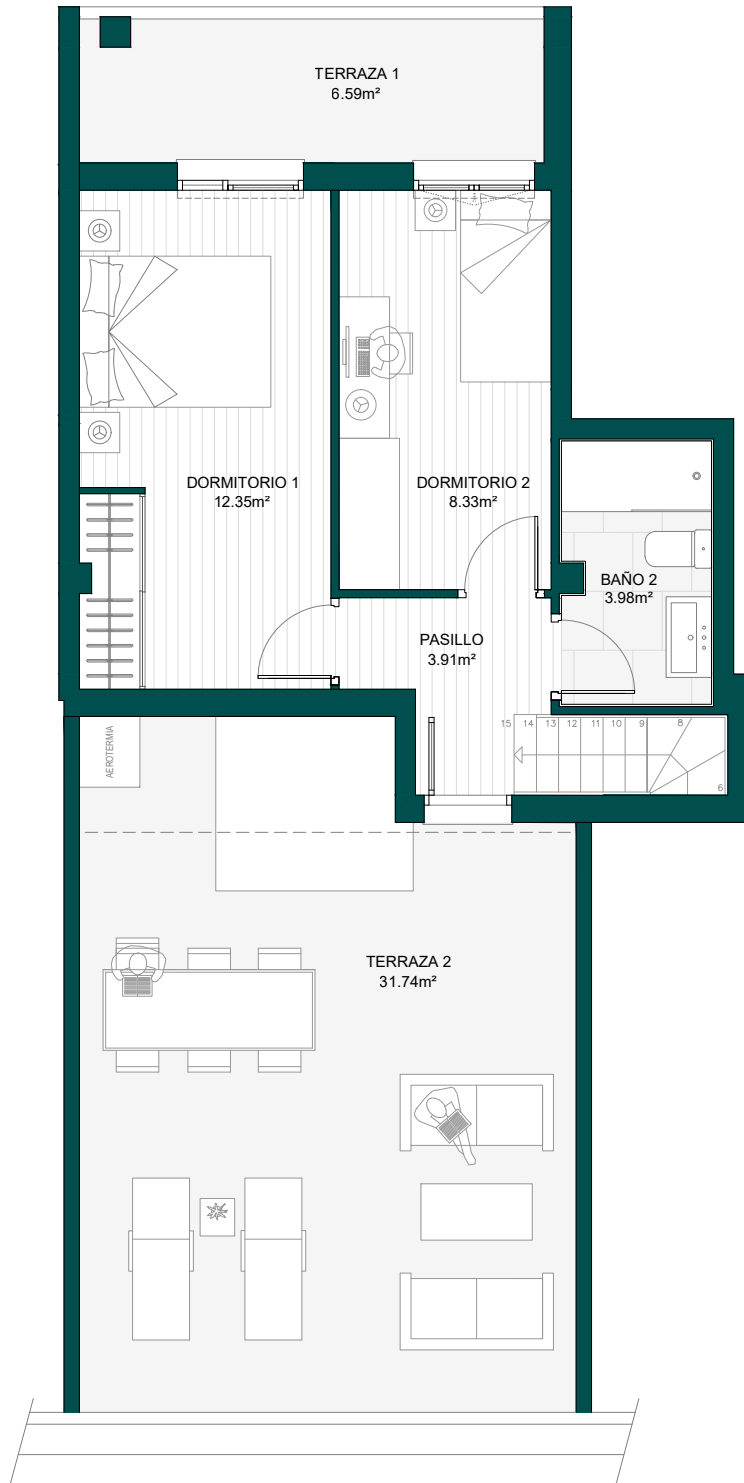 TERRAZA 1
6.59m²
DORMITORIO 1
12.35m²
DORMITORIO 2
8.33m²
BAÑO 2
3.98m²
PASILLO
3.91m²
15 14 13 12 11 10 9 8
6
AEROTERMIA
TERRAZA 2
31.74m²